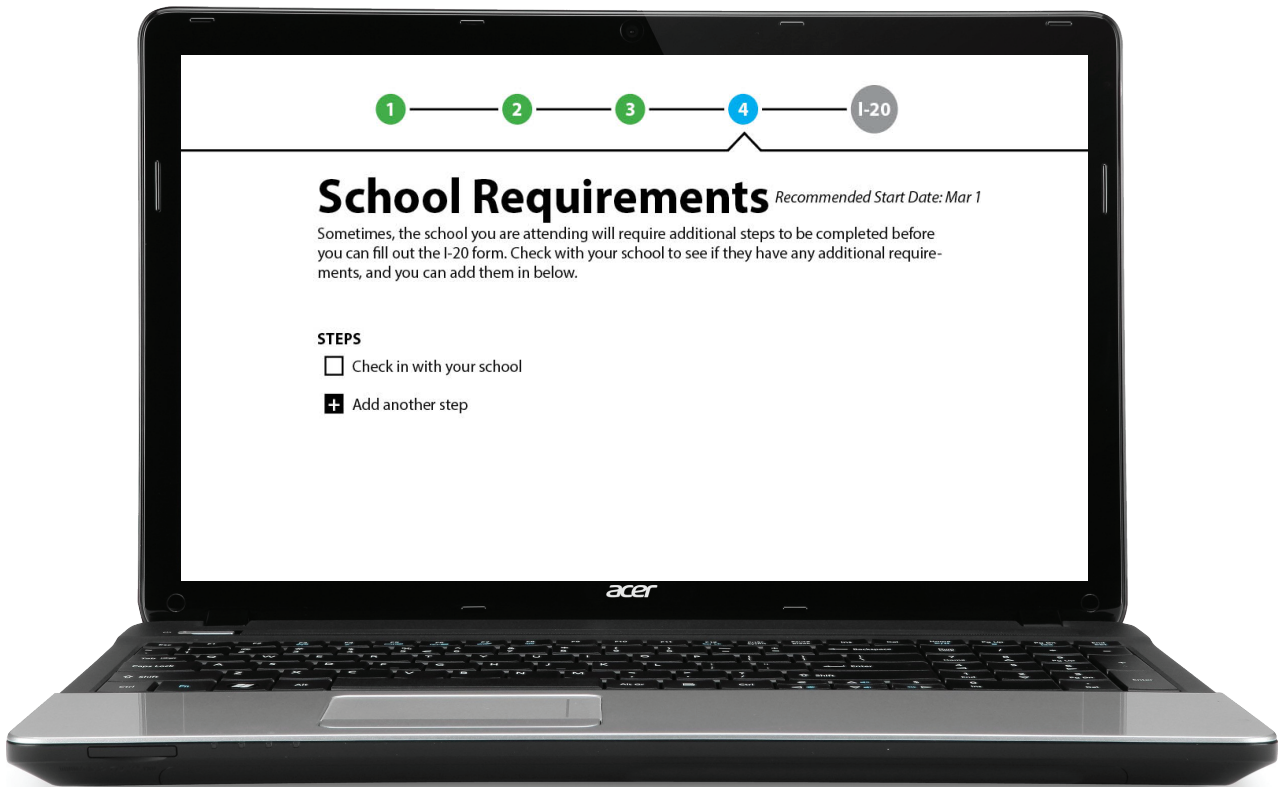 1 2 3 4 I-20
School Requirements Recommended Start Date: Mar 1
Sometimes, the school you are attending will require additional steps to be completed before
you can fill out the I-20 form. Check with your school to see if they have any additional require-
ments, and you can add them in below.
STEPS
Check in with your school
+ Add another step
acer